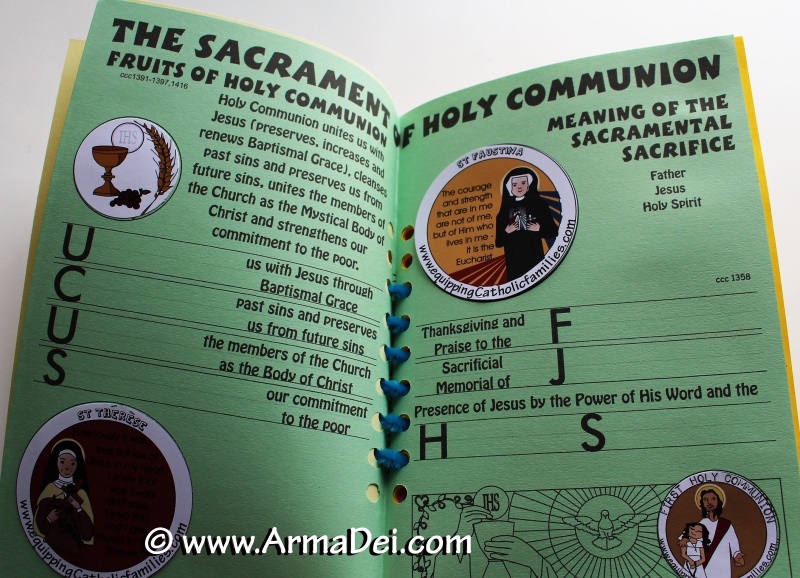 THE SACRAMENT OF HOLY COMMUNION
FRUITS OF HOLY COMMUNION
ccc1391-1397,1416
IHS
Holy Communion unites us with
Jesus (preserves, increases and
renews Baptismal Grace), cleanses
past sins and preserves us from
future sins, unites the members of
the Church as the Mystical Body of
Christ and strengthens our
commitment to the poor.
U
us with Jesus through
Baptismal Grace
C
past sins and preserves
us from future sins
U
the members of the Church
as the Body of Christ
S
our commitment
to the poor
ST THERÈSE
www.equippingCatholicfamilies.com
MEANING OF THE
SACRAMENTAL
SACRIFICE
Father
Jesus
Holy Spirit
ST FAUSTINA
The courage
and strength
that are in me
are not of me,
but of Him who
lives in me -
it is the
Eucharist
www.equippingCatholicfamilies.com
ccc 1358
Thanksgiving and
Praise to the F
Sacrificial
Memorial of J
Presence of Jesus by the Power of His Word and the
H S
IHS
FIRST HOLY COMMUNION
© www.ArmaDei.com